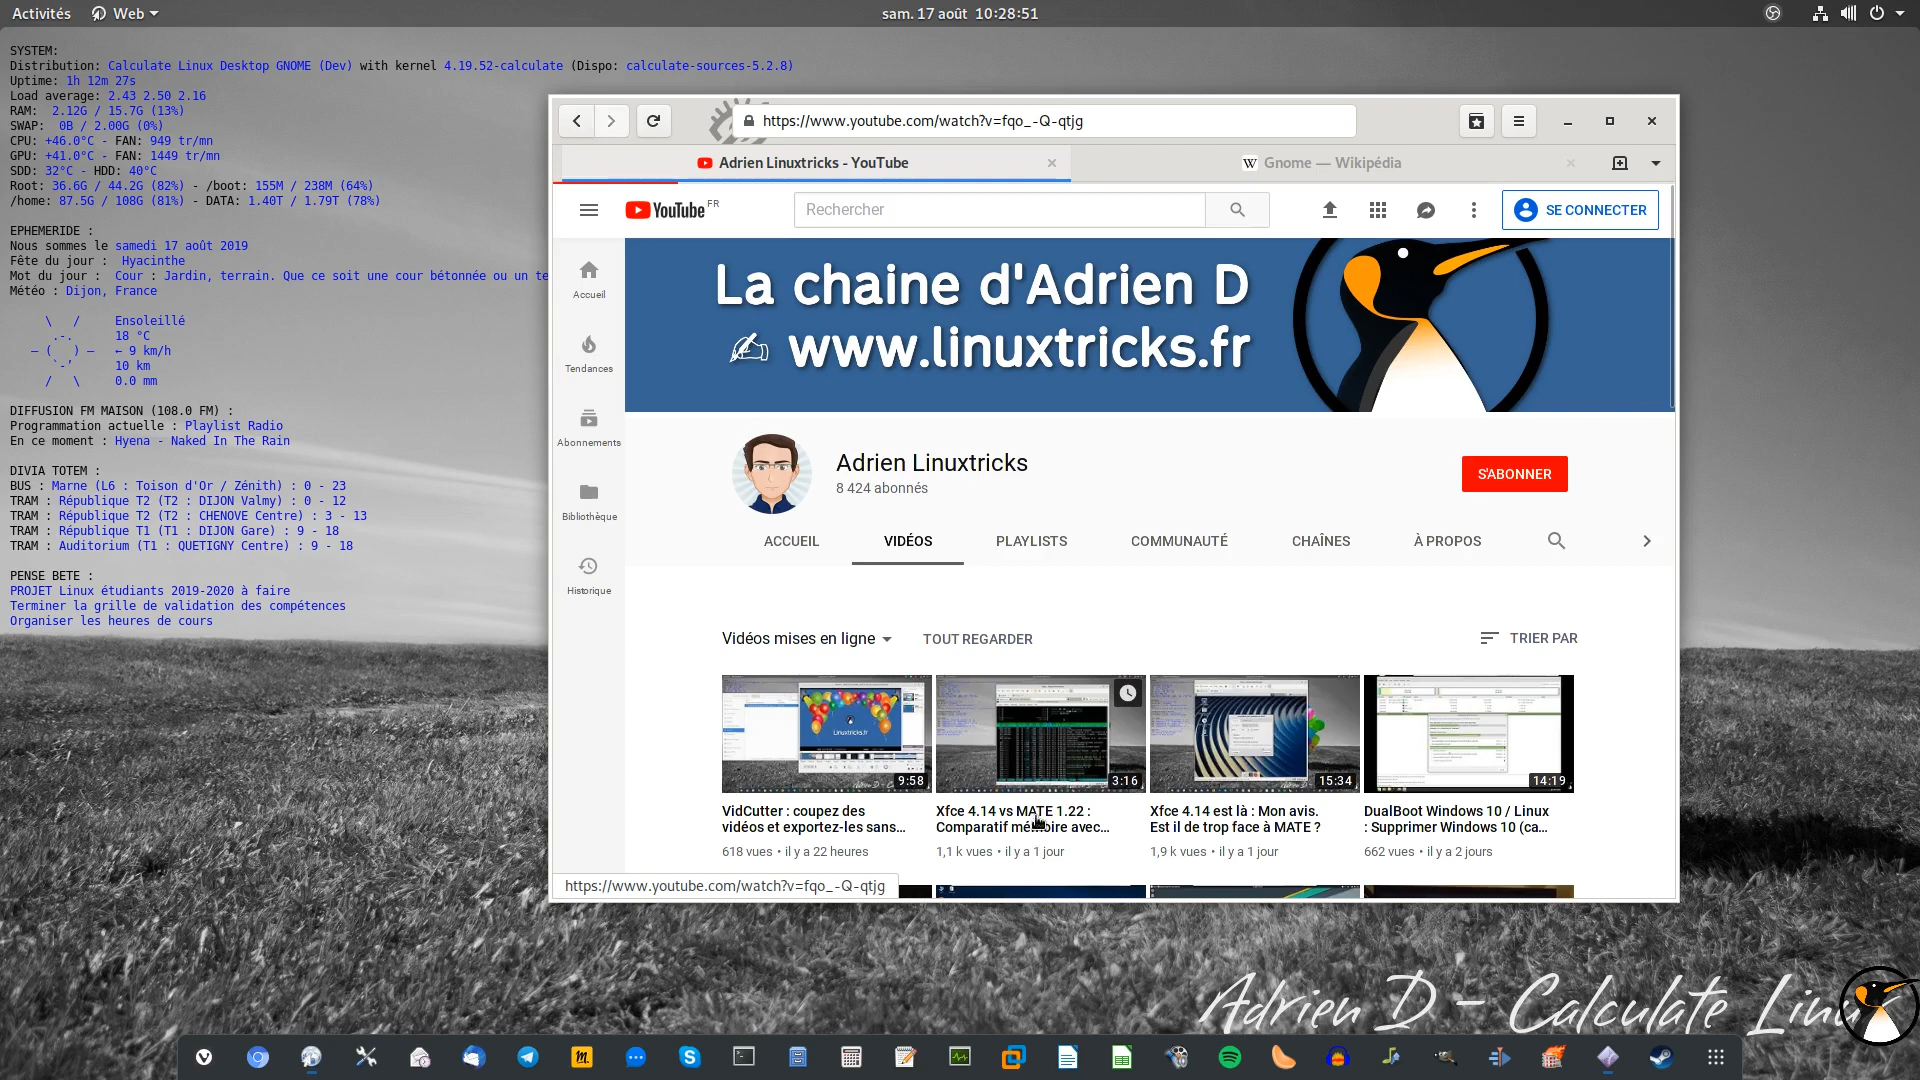 Activités Web sam. 17 août 10:28:51
SYSTEM:
Distribution: Calculate Linux Desktop GNOME (Dev) with kernel 4.19.52-calculate (Dispo: calculate-sources-5.2.8)
Uptime: 1h 12m 27s
Load average: 2.43 2.50 2.16
RAM: 2.12G / 15.7G (13%)
SWAP: 0B / 2.00G (0%)
CPU: +46.0°C - FAN: 949 tr/mn
GPU: +41.0°C - FAN: 1449 tr/mn
SDD: 32°C - HDD: 40°C
Root: 36.6G / 44.2G (82%) - /boot: 155M / 238M (64%)
/home: 87.5G / 108G (81%) - DATA: 1.40T / 1.79T (78%)
EPHEMERIDE :
Nous sommes le samedi 17 août 2019
Fête du jour : Hyacinthe
Mot du jour : Cour : Jardin, terrain. Que ce soit une cour bétonnée ou un te
Météo : Dijon, France
Ensoleillé
18 °C
← 9 km/h
10 km
0.0 mm
DIFFUSION FM MAISON (108.0 FM) :
Programmation actuelle : Playlist Radio
En ce moment : Hyena - Naked In The Rain
DIVIA TOTEM :
BUS : Marne (L6 : Toison d'Or / Zénith) : 0 - 23
TRAM : République T2 (T2 : DIJON Valmy) : 0 - 12
TRAM : République T2 (T2 : CHENOVE Centre) : 3 - 13
TRAM : République T1 (T1 : DIJON Gare) : 9 - 18
TRAM : Auditorium (T1 : QUETIGNY Centre) : 9 - 18
PENSE BETE :
PROJET Linux étudiants 2019-2020 à faire
Terminer la grille de validation des compétences
Organiser les heures de cours
https://www.youtube.com/watch?v=fqo_-Q-qtjg
Adrien Linuxtricks - YouTube
W Gnome — Wikipédia
YouTube FR
Rechercher
SE CONNECTER
Accueil
Tendances
Abonnements
Bibliothèque
Historique
La chaine d'Adrien D
www.linuxtricks.fr
Adrien Linuxtricks
8 424 abonnés
S'ABONNER
ACCUEIL VIDÉOS PLAYLISTS COMMUNAUTÉ CHAÎNES À PROPOS
Vidéos mises en ligne TOUT REGARDER TRIER PAR
Linuxtricks.fr
9:58 3:16 15:34 14:19
VidCutter : coupez des
vidéos et exportez-les sans...
618 vues • il y a 22 heures
Xfce 4.14 vs MATE 1.22 :
Comparatif mémoire avec...
1,1 k vues • il y a 1 jour
Xfce 4.14 est là : Mon avis.
Est il de trop face à MATE ?
1,9 k vues • il y a 1 jour
DualBoot Windows 10 / Linux
: Supprimer Windows 10 (ca...
662 vues • il y a 2 jours
https://www.youtube.com/watch?v=fqo_-Q-qtjg
Adrien D - Calculate Linux